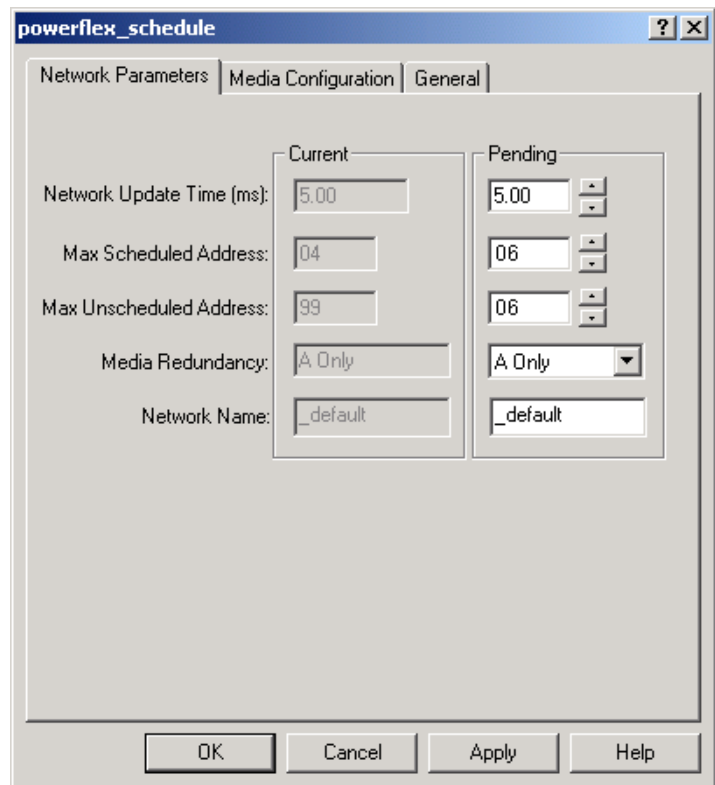 powerflex_schedule
Network Parameters Media Configuration General
Current Pending
Network Update Time (ms): 5.00 5.00
Max Scheduled Address: 04 06
Max Unscheduled Address: 99 06
Media Redundancy: A Only A Only
Network Name: _default _default
OK Cancel Apply Help